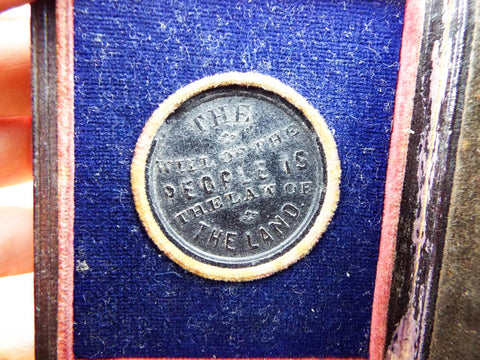 THE
WILL OF THE
PEOPLE IS
THE LAW OF
THE LAND.